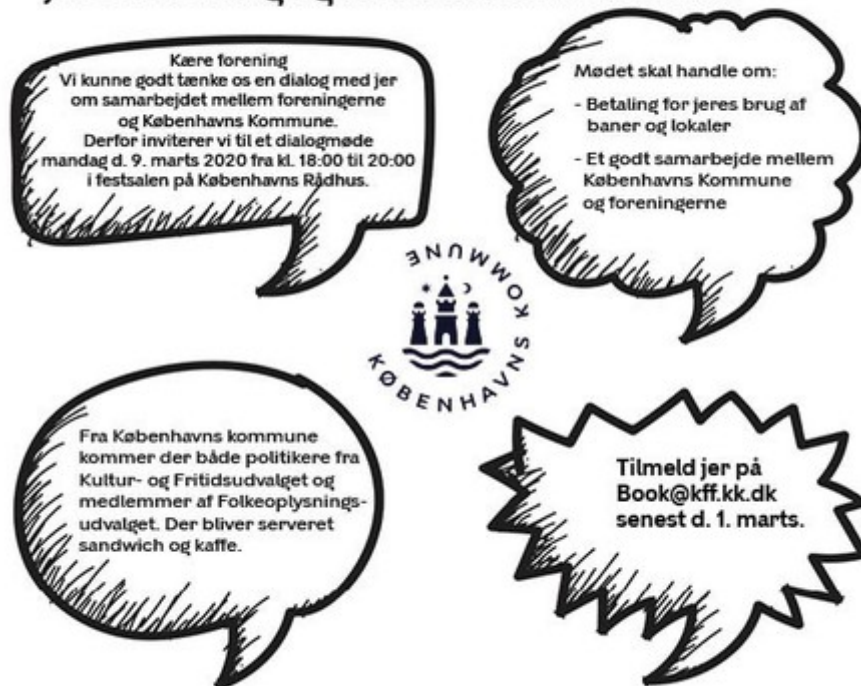 Kære forening
Vi kunne godt tænke os en dialog med jer
om samarbejdet mellem foreningerne
og Københavns Kommune.
Derfor inviterer vi til et dialogmøde
mandag d. 9. marts 2020 fra kl. 18:00 til 20:00
i festsalen på Københavns Rådhus.
Mødet skal handle om:
- Betaling for jeres brug af
baner og lokaler
- Et godt samarbejde mellem
Københavns Kommune
og foreningerne
KØBENHAVNS KOMMUNE
Fra Københavns kommune
kommer der både politikere fra
Kultur- og Fritidsudvalget og
medlemmer af Folkeoplysnings-
udvalget. Der bliver serveret
sandwich og kaffe.
Tilmeld jer på
Book@kff.kk.dk
senest d. 1. marts.